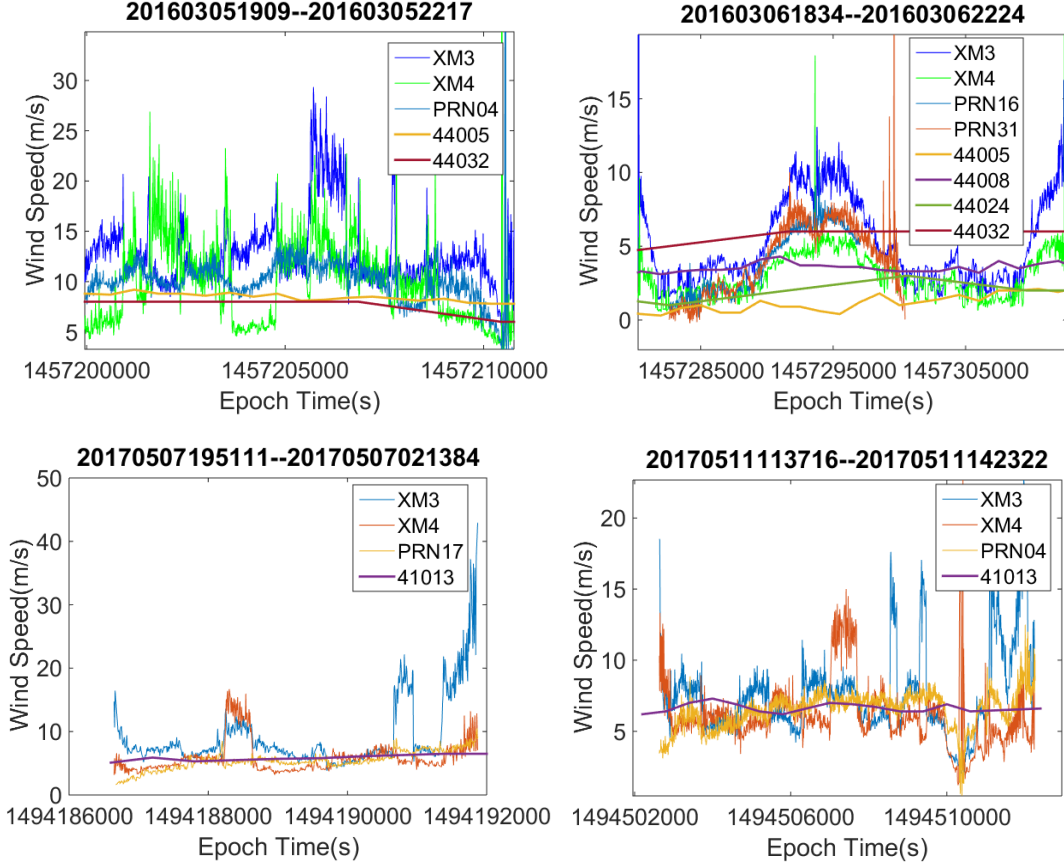 201603051909--201603052217
Wind Speed(m/s)
35
30
25
20
15
10
5
XM3
XM4
PRN04
44005
44032
1457200000
1457205000
1457210000
Epoch Time(s)
201603061834--201603062224
Wind Speed(m/s)
15
10
5
0
XM3
XM4
PRN16
PRN31
44005
44008
44024
44032
1457285000
1457295000
1457305000
Epoch Time(s)
20170507195111--20170507021384
Wind Speed(m/s)
50
40
30
20
10
0
XM3
XM4
PRN17
41013
1494186000
1494188000
1494190000
1494192000
Epoch Time(s)
20170511113716--20170511142322
Wind Speed(m/s)
20
15
10
5
XM3
XM4
PRN04
41013
1494502000
1494506000
1494510000
Epoch Time(s)